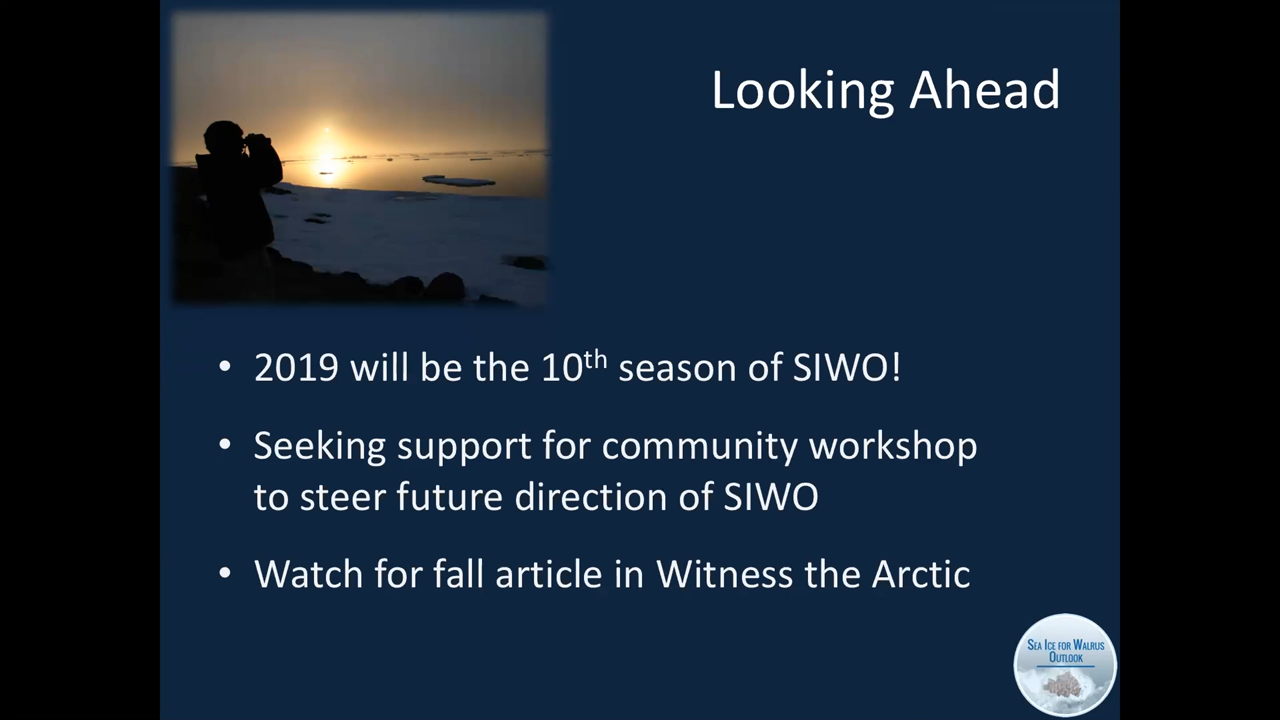 Looking Ahead
• 2019 will be the 10th season of SIWO!
• Seeking support for community workshop
to steer future direction of SIWO
• Watch for fall article in Witness the Arctic
SEA ICE FOR WALRUS
OUTLOOK